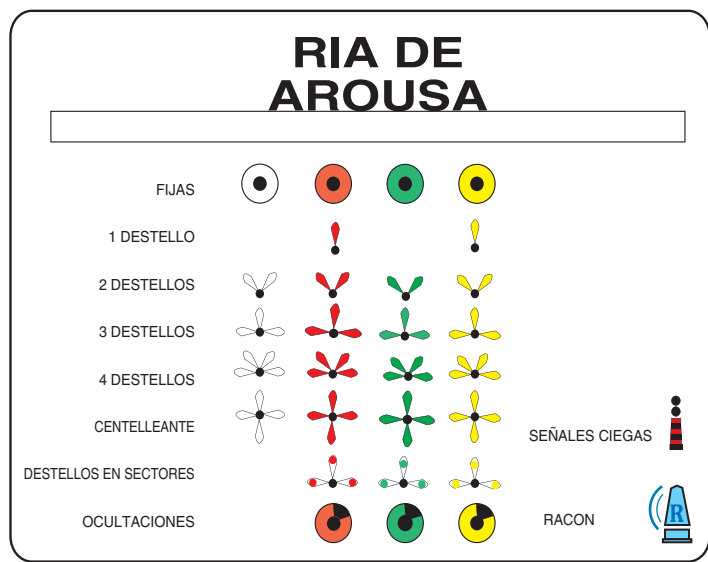 RIA DE
AROUSA
FIJAS
1 DESTELLO
2 DESTELLOS
3 DESTELLOS
4 DESTELLOS
CENTELLEANTE
SEÑALES CIEGAS
DESTELLOS EN SECTORES
OCULTACIONES
RACON
R